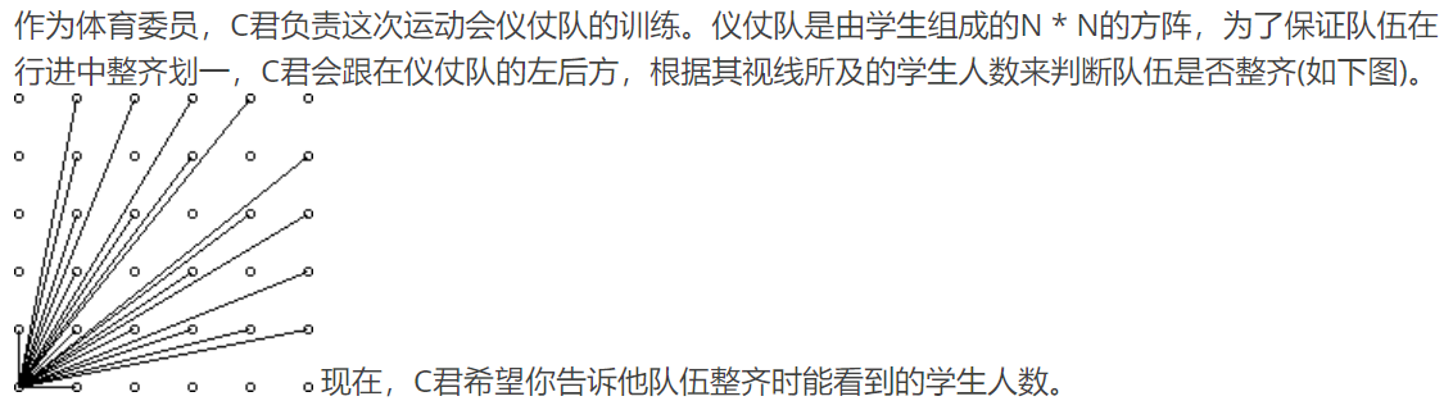 作为体育委员，C君负责这次运动会仪仗队的训练。仪仗队是由学生组成的N * N的方阵，为了保证队伍在
行进中整齐划一，C君会跟在仪仗队的左后方，根据其视线所及的学生人数来判断队伍是否整齐(如下图)。
现在，C君希望你告诉他队伍整齐时能看到的学生人数。